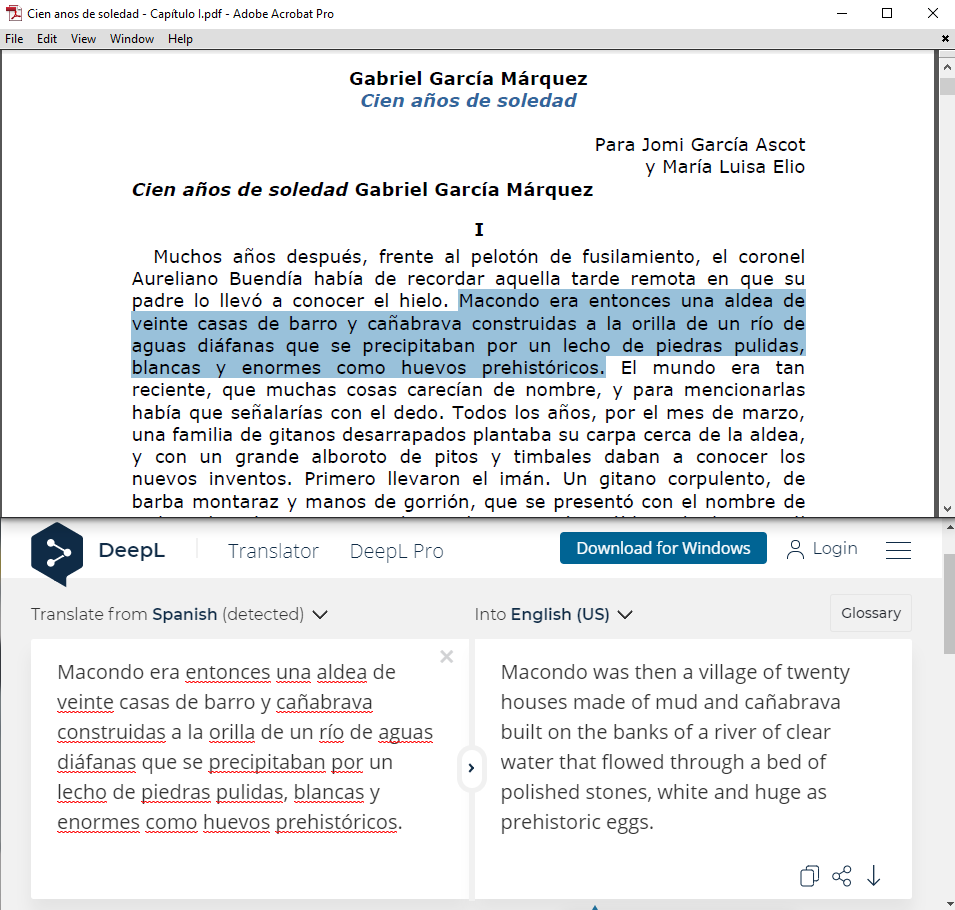 Cien anos de soledad - Capítulo I.pdf - Adobe Acrobat Pro
File Edit View Window Help
Gabriel García Márquez
Cien años de soledad
Para Jomi García Ascot
y María Luisa Elio
Cien años de soledad Gabriel García Márquez
I
Muchos años después, frente al pelotón de fusilamiento, el coronel
Aureliano Buendía había de recordar aquella tarde remota en que su
padre lo llevó a conocer el hielo. Macondo era entonces una aldea de
veinte casas de barro y cañabrava construidas a la orilla de un río de
aguas diáfanas que se precipitaban por un lecho de piedras pulidas,
blancas y enormes como huevos prehistóricos. El mundo era tan
reciente, que muchas cosas carecían de nombre, y para mencionarlas
había que señalarías con el dedo. Todos los años, por el mes de marzo,
una familia de gitanos desarrapados plantaba su carpa cerca de la aldea,
y con un grande alboroto de pitos y timbales daban a conocer los
nuevos inventos. Primero llevaron el imán. Un gitano corpulento, de
barba montaraz y manos de gorrión, que se presentó con el nombre de
DeepL Translator DeepL Pro Download for Windows Login
Translate from Spanish (detected) Into English (US) Glossary
Macondo era entonces una aldea de
veinte casas de barro y cañabrava
construidas a la orilla de un río de aguas
diáfanas que se precipitaban por un
lecho de piedras pulidas, blancas y
enormes como huevos prehistóricos.
Macondo was then a village of twenty
houses made of mud and cañabrava
built on the banks of a river of clear
water that flowed through a bed of
polished stones, white and huge as
prehistoric eggs.